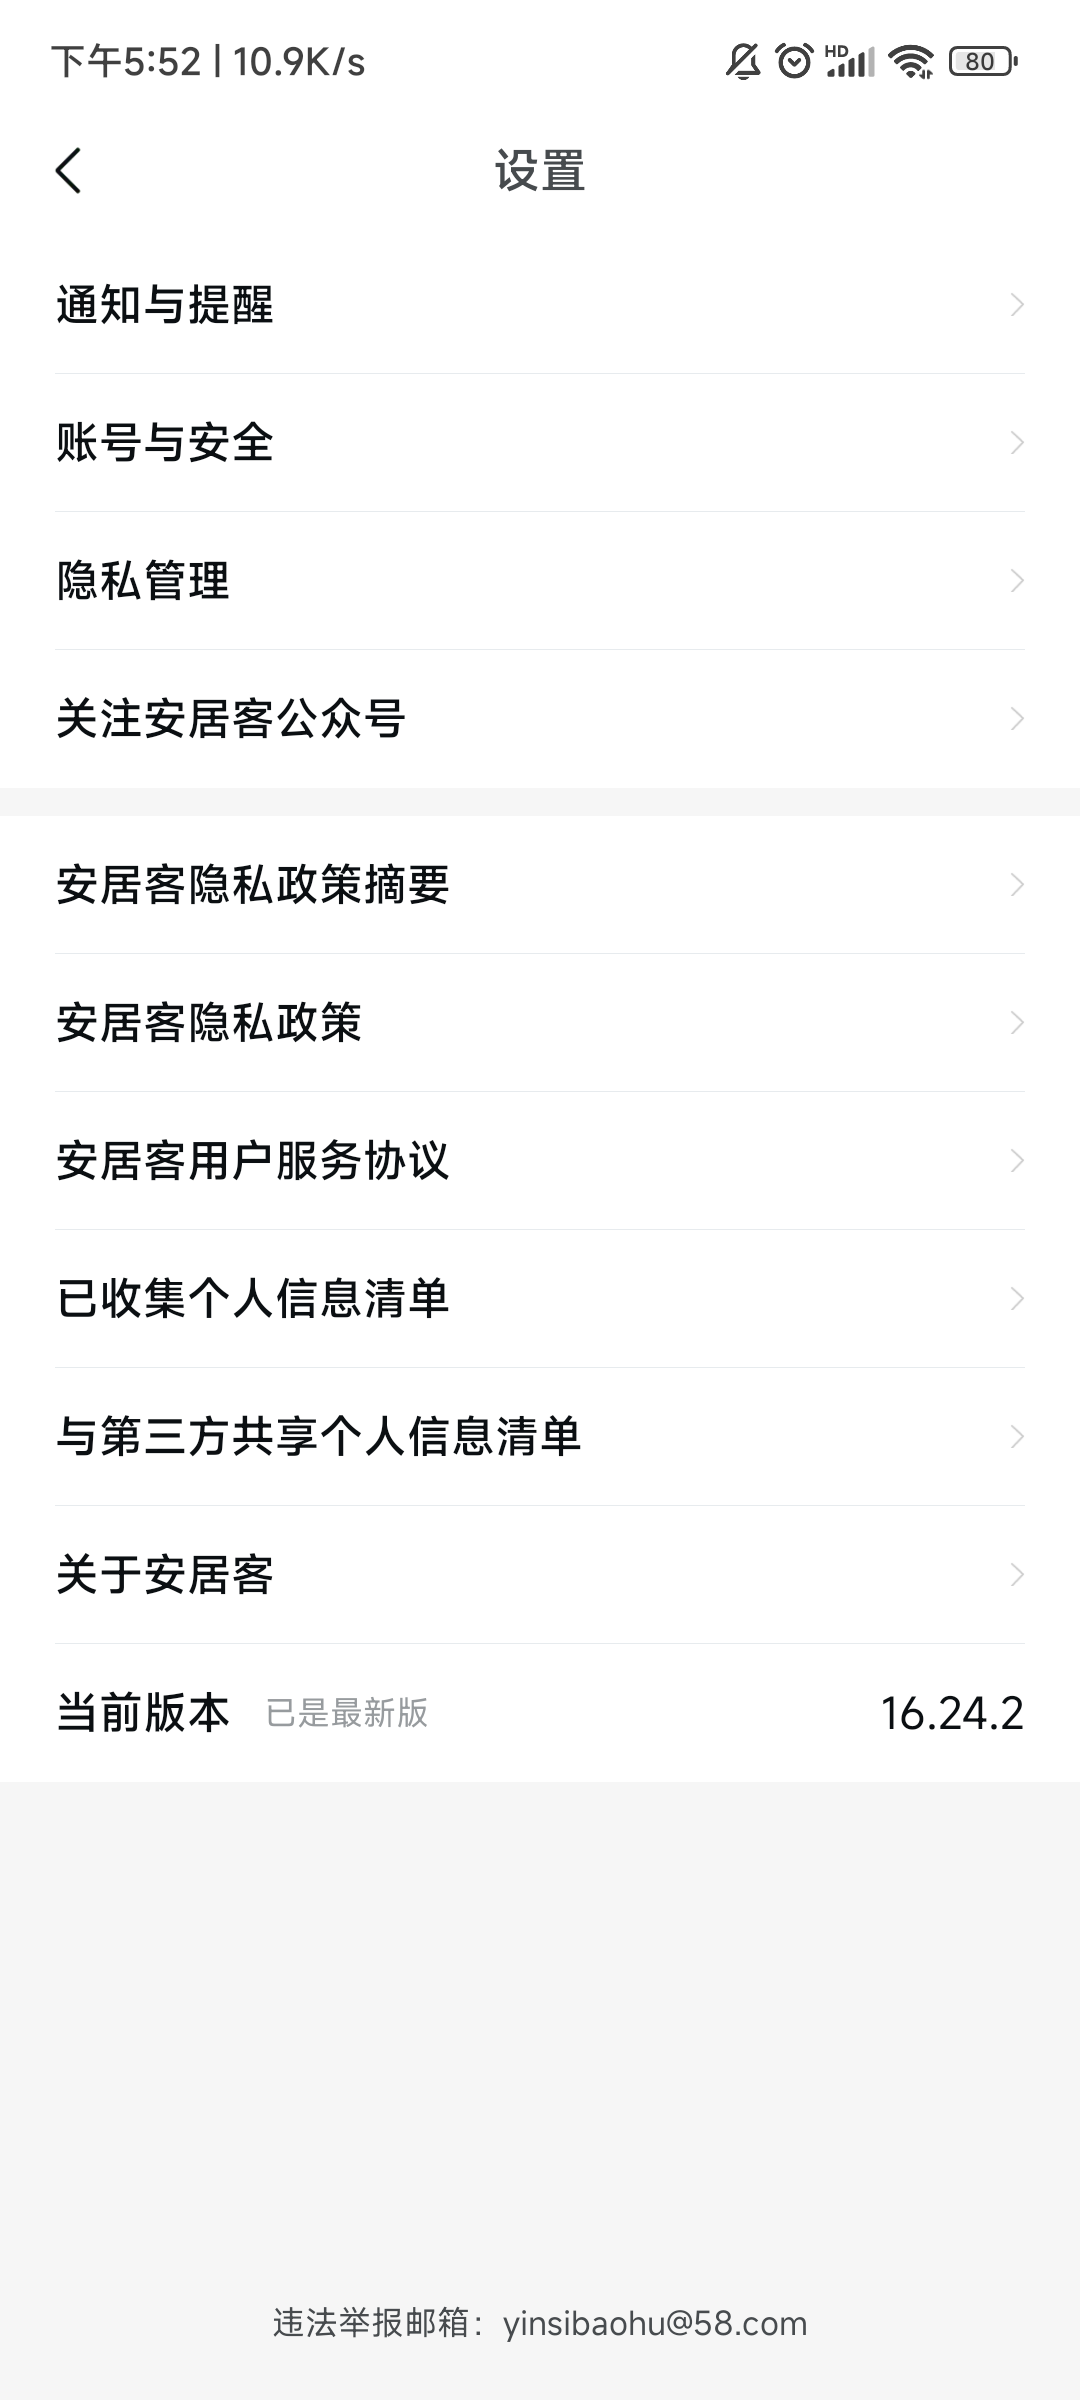 下午5:52 | 10.9K/s HD 80
设置
通知与提醒
账号与安全
隐私管理
关注安居客公众号
安居客隐私政策摘要
安居客隐私政策
安居客用户服务协议
已收集个人信息清单
与第三方共享个人信息清单
关于安居客
当前版本 已是最新版 16.24.2
违法举报邮箱：yinsibaohu@58.com